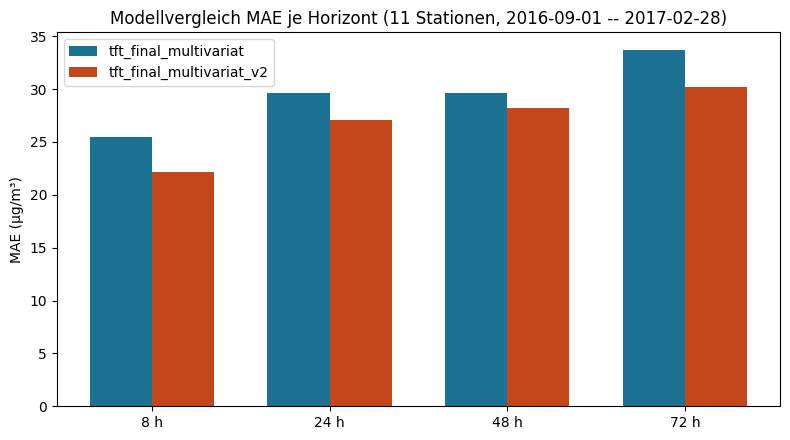 Modellvergleich MAE je Horizont (11 Stationen, 2016-09-01 -- 2017-02-28)
tft_final_multivariat
tft_final_multivariat_v2
MAE (µg/m³)
35
30
25
20
15
10
5
0
8 h
24 h
48 h
72 h